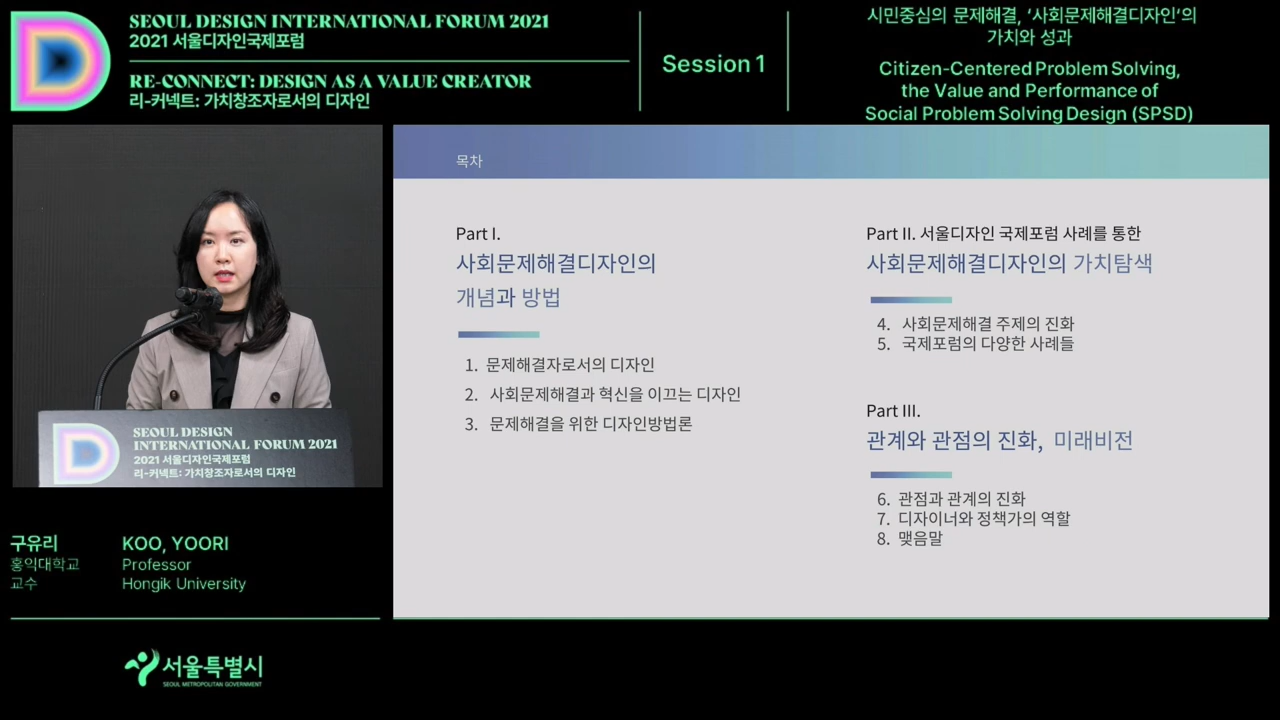 SEOUL DESIGN INTERNATIONAL FORUM 2021
2021 서울디자인국제포럼
RE-CONNECT: DESIGN AS A VALUE CREATOR
리-커넥트: 가치창조자로서의 디자인
Session 1
시민중심의 문제해결, ‘사회문제해결디자인’의
가치와 성과
Citizen-Centered Problem Solving,
the Value and Performance of
Social Problem Solving Design (SPSD)
목차
Part I.
사회문제해결디자인의
개념과 방법
1. 문제해결자로서의 디자인
2. 사회문제해결과 혁신을 이끄는 디자인
3. 문제해결을 위한 디자인방법론
Part II. 서울디자인 국제포럼 사례를 통한
사회문제해결디자인의 가치탐색
4. 사회문제해결 주제의 진화
5. 국제포럼의 다양한 사례들
Part III.
관계와 관점의 진화, 미래비전
6. 관점과 관계의 진화
7. 디자이너와 정책가의 역할
8. 맺음말
SEOUL DESIGN
INTERNATIONAL FORUM 2021
2021 서울디자인국제포럼
리-커넥트: 가치창조자로서의 디자인
구유리
홍익대학교
교수
KOO, YOORI
Professor
Hongik University
서울특별시
SEOUL METROPOLITAN GOVERNMENT